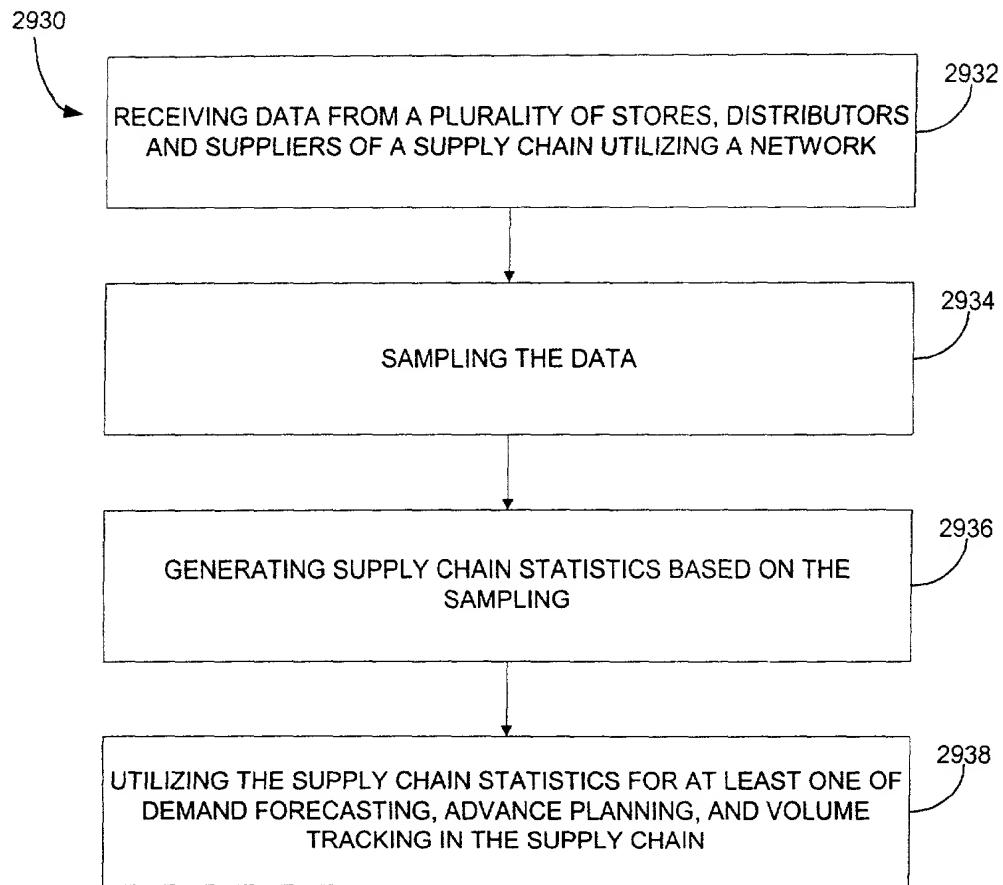 2930
2932
RECEIVING DATA FROM A PLURALITY OF STORES, DISTRIBUTORS
AND SUPPLIERS OF A SUPPLY CHAIN UTILIZING A NETWORK
2934
SAMPLING THE DATA
2936
GENERATING SUPPLY CHAIN STATISTICS BASED ON THE
SAMPLING
2938
UTILIZING THE SUPPLY CHAIN STATISTICS FOR AT LEAST ONE OF
DEMAND FORECASTING, ADVANCE PLANNING, AND VOLUME
TRACKING IN THE SUPPLY CHAIN